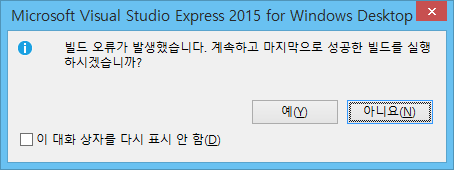 Microsoft Visual Studio Express 2015 for Windows Desktop
빌드 오류가 발생했습니다. 계속하고 마지막으로 성공한 빌드를 실행
하시겠습니까?
예(Y) 아니요(N)
이 대화 상자를 다시 표시 안 함(D)